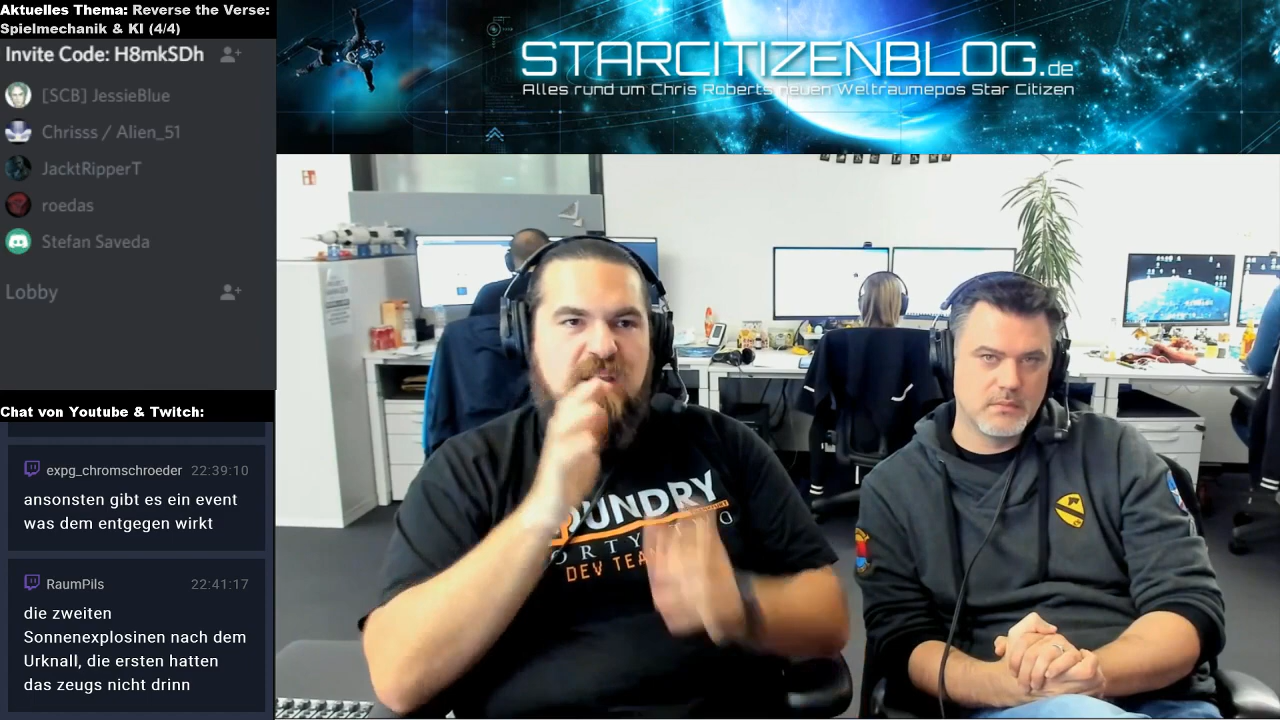 Aktuelles Thema: Reverse the Verse:
Spielmechanik & KI (4/4)
Invite Code: H8mkSDh
[SCB] JessieBlue
Chrisss / Alien_51
JacktRipperT
roedas
Stefan Saveda
Lobby
Chat von Youtube & Twitch:
expg_chromschroeder 22:39:10
ansonsten gibt es ein event
was dem entgegen wirkt
RaumPils 22:41:17
die zweiten
Sonnenexplosinen nach dem
Urknall, die ersten hatten
das zeugs nicht drinn
STARCITIZENBLOG.de
Alles rund um Chris Roberts neuen Weltraumepos Star Citizen
DEV TEA